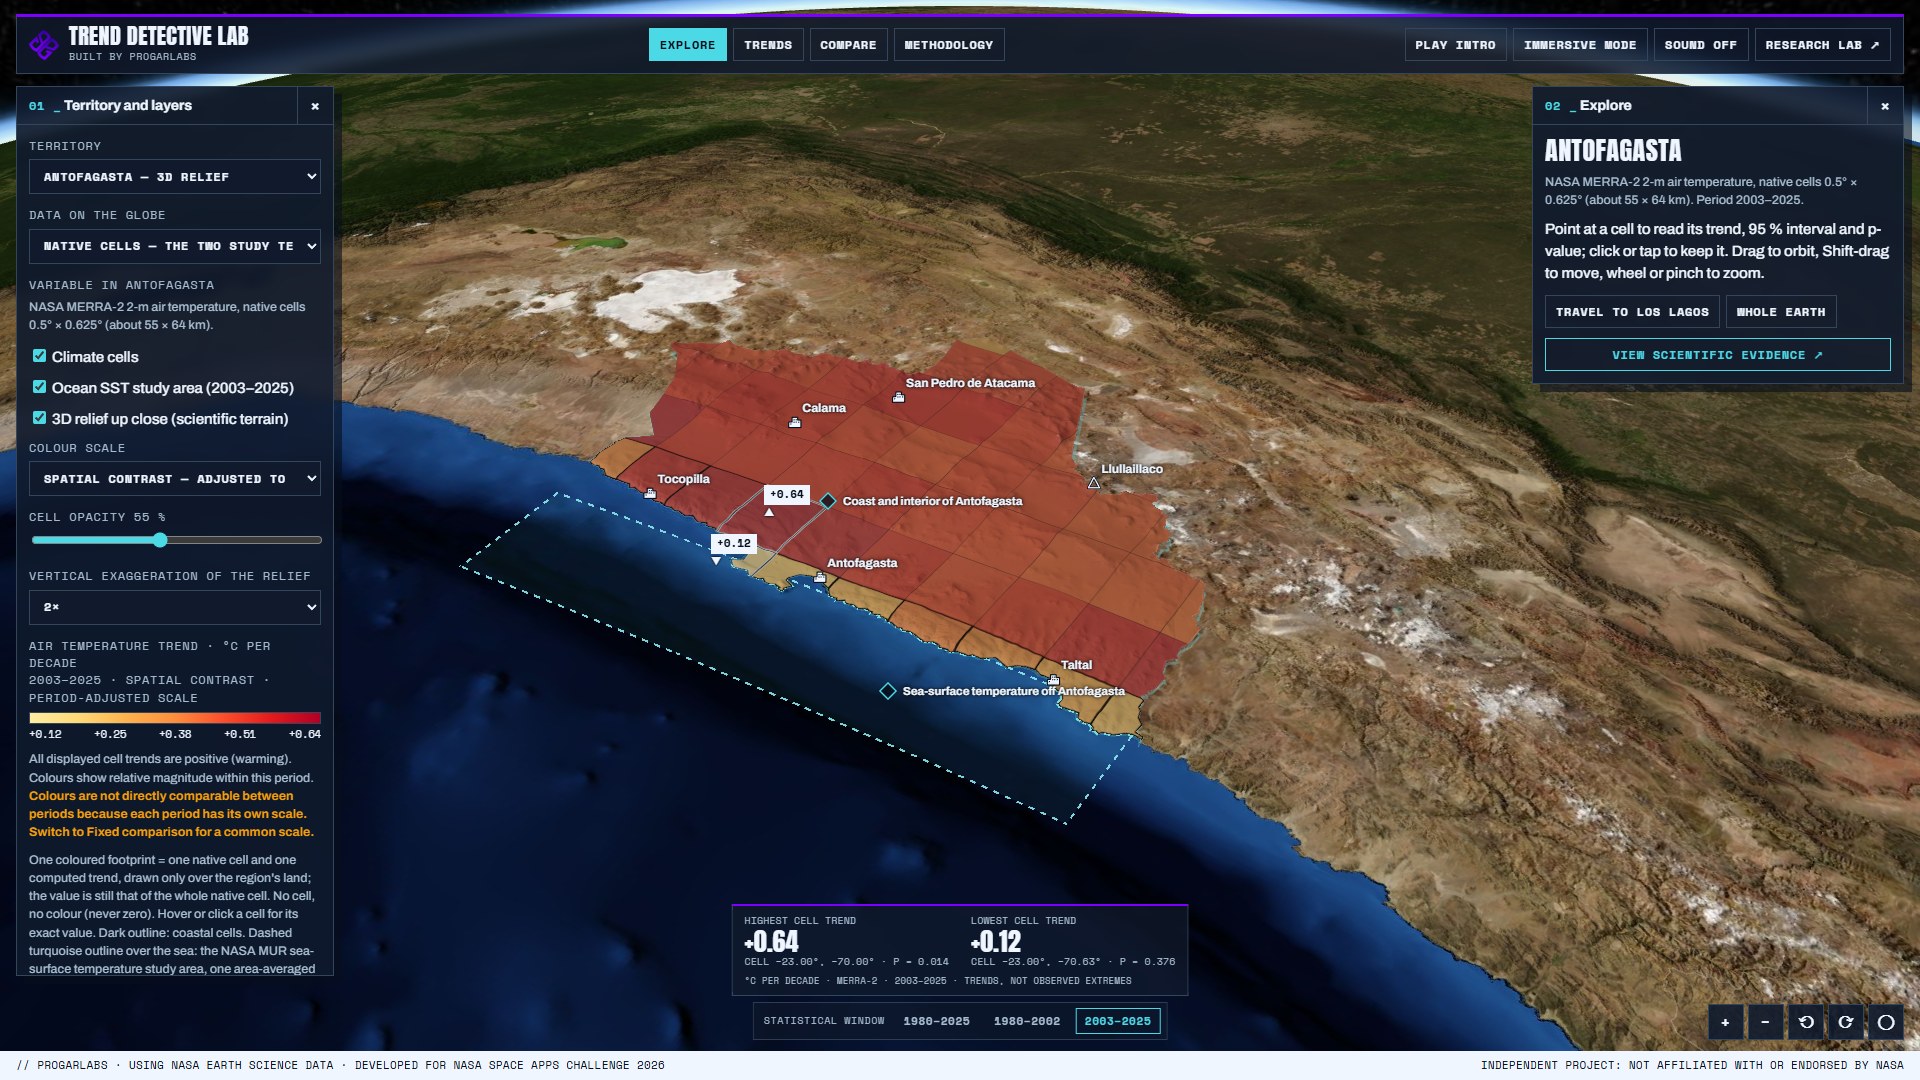 TREND DETECTIVE LAB
BUILT BY PROGARLABS
EXPLORE
TRENDS
COMPARE
METHODOLOGY
PLAY INTRO
IMMERSIVE MODE
SOUND OFF
RESEARCH LAB ↗
01 _ Territory and layers
×
TERRITORY
ANTOFAGASTA — 3D RELIEF
DATA ON THE GLOBE
NATIVE CELLS — THE TWO STUDY TE
VARIABLE IN ANTOFAGASTA
NASA MERRA-2 2-m air temperature, native cells
0.5° × 0.625° (about 55 × 64 km).
Climate cells
Ocean SST study area (2003–2025)
3D relief up close (scientific terrain)
COLOUR SCALE
SPATIAL CONTRAST — ADJUSTED TO
CELL OPACITY 55 %
VERTICAL EXAGGERATION OF THE RELIEF
2×
AIR TEMPERATURE TREND · °C PER
DECADE
2003–2025 · SPATIAL CONTRAST ·
PERIOD-ADJUSTED SCALE
+0.12 +0.25 +0.38 +0.51 +0.64
All displayed cell trends are positive (warming).
Colours show relative magnitude within this period.
Colours are not directly comparable between
periods because each period has its own scale.
Switch to Fixed comparison for a common scale.
One coloured footprint = one native cell and one
computed trend, drawn only over the region's land;
the value is still that of the whole native cell. No cell,
no colour (never zero). Hover or click a cell for its
exact value. Dark outline: coastal cells. Dashed
turquoise outline over the sea: the NASA MUR sea-
surface temperature study area, one area-averaged
San Pedro de Atacama
Calama
Llullaillaco
Tocopilla
+0.64
Coast and interior of Antofagasta
+0.12
Antofagasta
Taltal
Sea-surface temperature off Antofagasta
02 _ Explore
×
ANTOFAGASTA
NASA MERRA-2 2-m air temperature, native cells 0.5° ×
0.625° (about 55 × 64 km). Period 2003–2025.
Point at a cell to read its trend, 95 % interval and p-
value; click or tap to keep it. Drag to orbit, Shift-drag
to move, wheel or pinch to zoom.
TRAVEL TO LOS LAGOS
WHOLE EARTH
VIEW SCIENTIFIC EVIDENCE ↗
HIGHEST CELL TREND
+0.64
CELL −23.00°, −70.00° · P = 0.014
LOWEST CELL TREND
+0.12
CELL −23.00°, −70.63° · P = 0.376
°C PER DECADE · MERRA-2 · 2003–2025 · TRENDS, NOT OBSERVED EXTREMES
STATISTICAL WINDOW
1980–2025
1980–2002
2003–2025
+
−
// PROGARLABS · USING NASA EARTH SCIENCE DATA · DEVELOPED FOR NASA SPACE APPS CHALLENGE 2026
INDEPENDENT PROJECT: NOT AFFILIATED WITH OR ENDORSED BY NASA